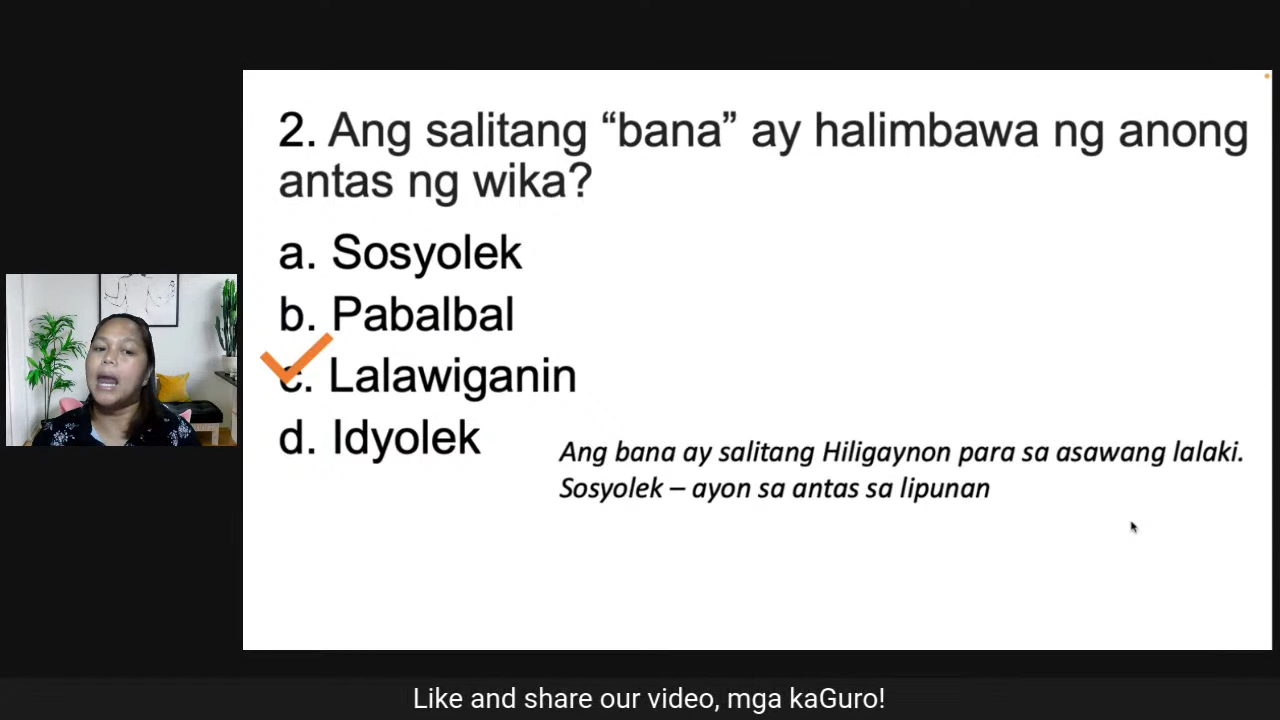 2. Ang salitang “bana” ay halimbawa ng anong
antas ng wika?
a. Sosyolek
b. Pabalbal
c. Lalawiganin
d. Idyolek
Ang bana ay salitang Hiligaynon para sa asawang lalaki.
Sosyolek – ayon sa antas sa lipunan
Like and share our video, mga kaGuro!